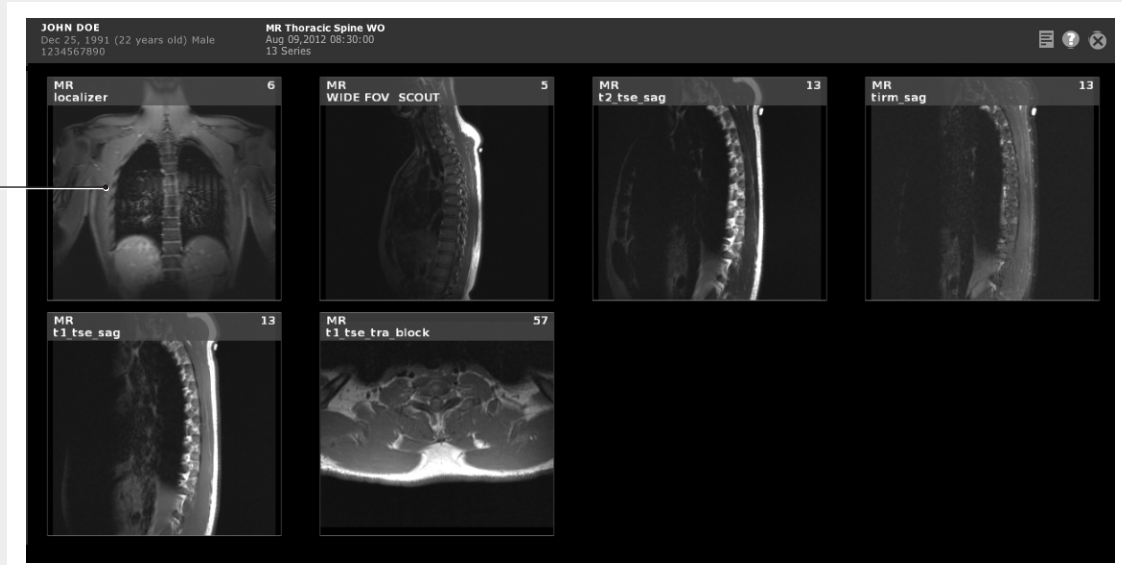 JOHN DOE
Dec 25, 1991 (22 years old) Male
1234567890
MR Thoracic Spine WO
Aug 09,2012 08:30:00
13 Series
?
MR 6
localizer
MR 5
WIDE FOV SCOUT
MR 13
t2_tse_sag
MR 13
tirm_sag
MR 13
t1_tse_sag
MR 57
t1_tse_tra_block